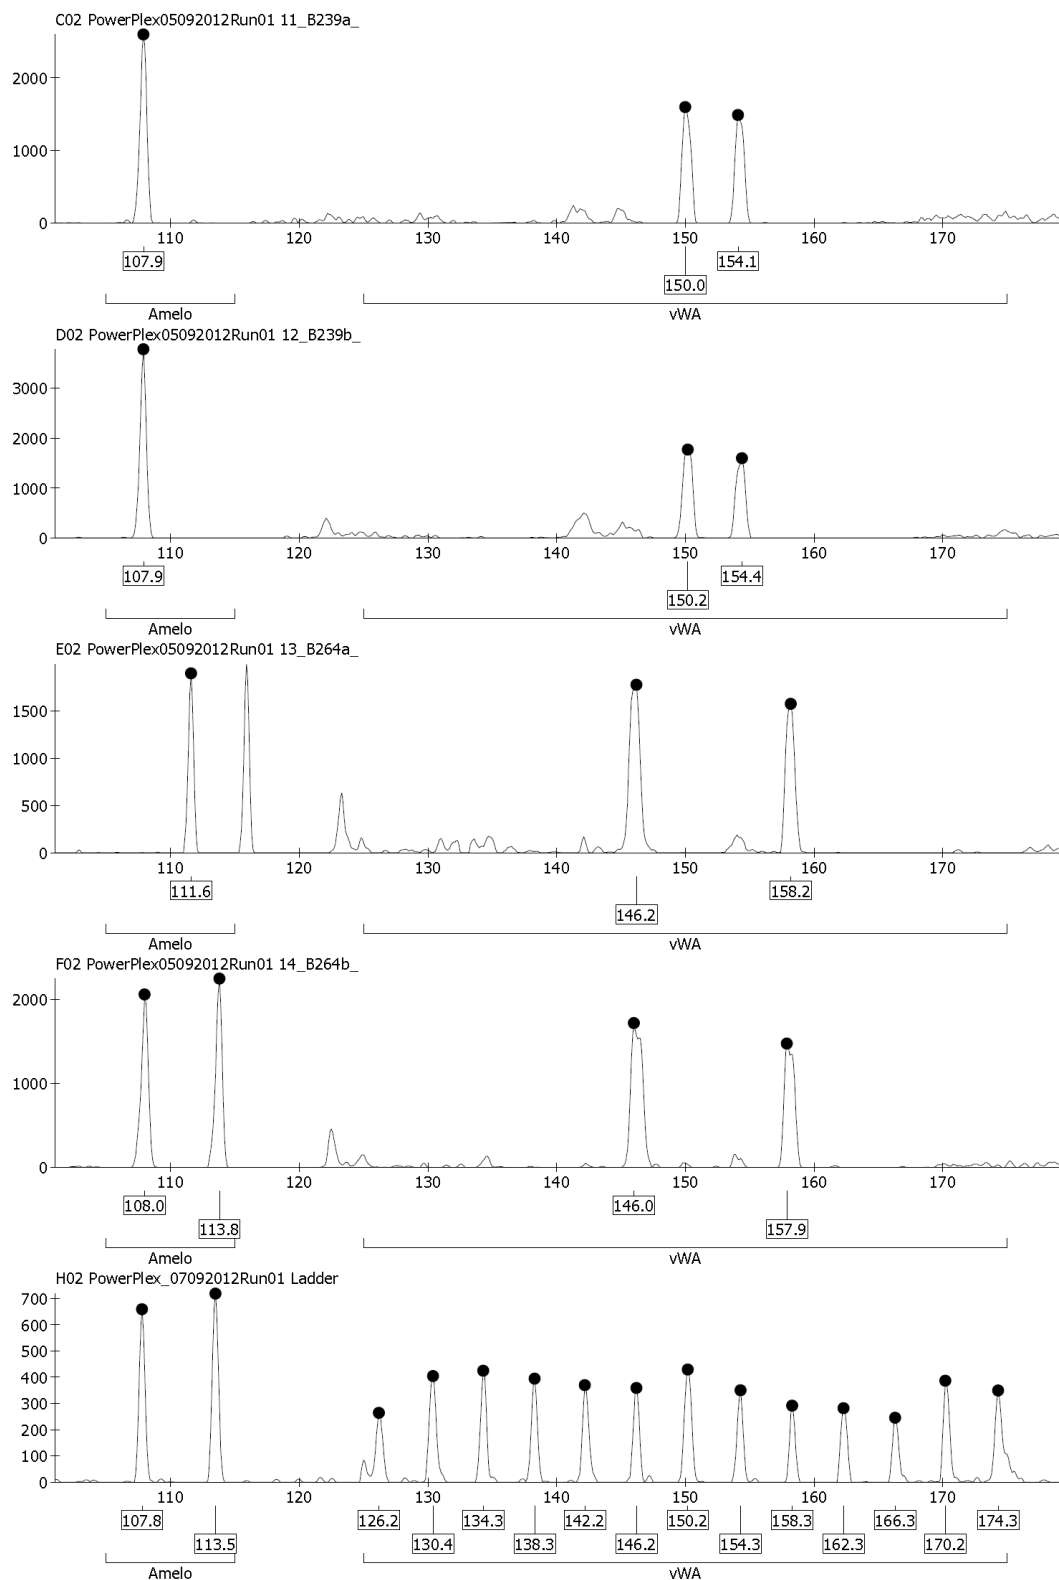 C02 PowerPlex05092012Run01 11_B239a_
2000
1000
0
110 120 130 140 150 160 170
107.9 154.1
150.0
Amelo vWA
D02 PowerPlex05092012Run01 12_B239b_
3000
2000
1000
0
110 120 130 140 150 160 170
107.9 154.4
150.2
Amelo vWA
E02 PowerPlex05092012Run01 13_B264a_
1500
1000
500
0
110 120 130 140 150 160 170
111.6 158.2
146.2
Amelo vWA
F02 PowerPlex05092012Run01 14_B264b_
2000
1000
0
110 120 130 140 150 160 170
108.0 146.0
113.8 157.9
Amelo vWA
H02 PowerPlex_07092012Run01 Ladder
700
600
500
400
300
200
100
0
110 120 130 140 150 160 170
107.8 126.2 134.3 142.2 150.2 158.3 166.3 174.3
113.5 130.4 138.3 146.2 154.3 162.3 170.2
Amelo vWA